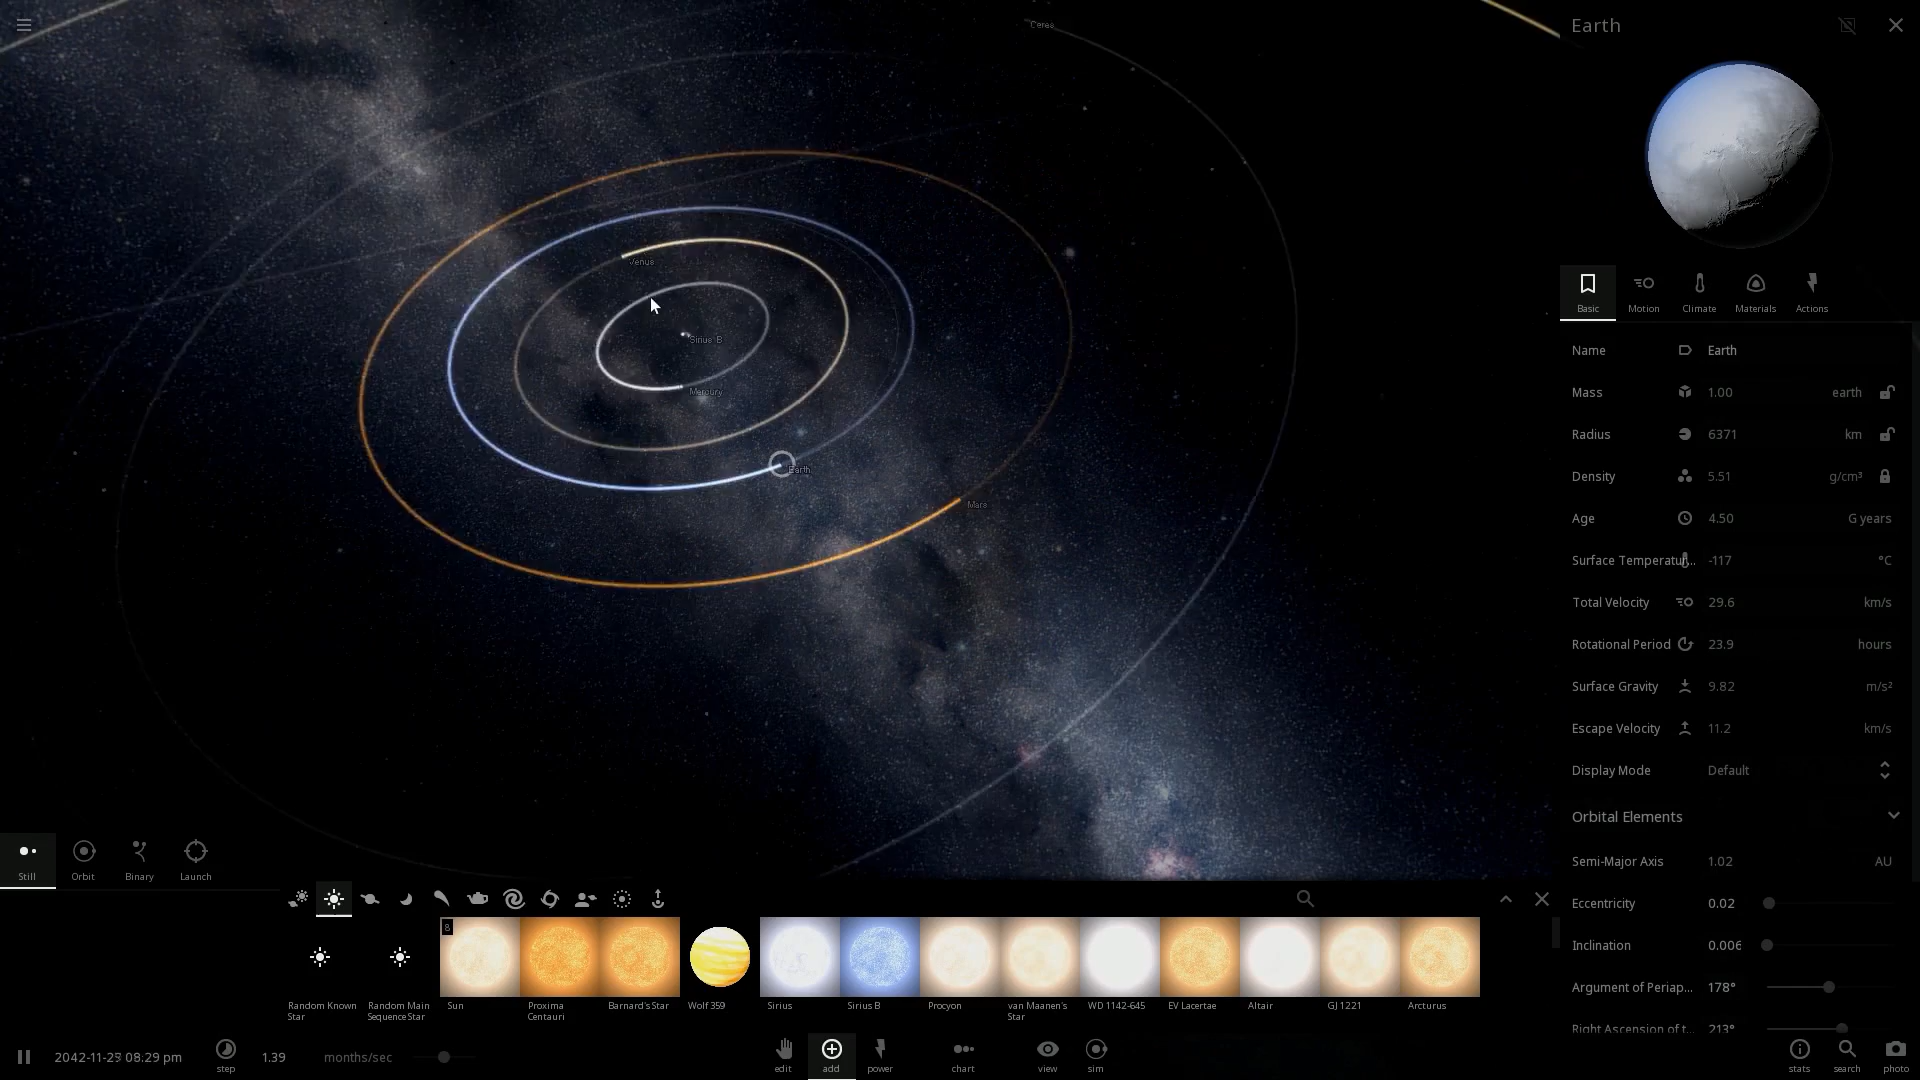 Ceres
Earth
Venus
Sirius B
Mercury
Earth
Mars
Basic
Motion
Climate
Materials
Actions
Name Earth
Mass 1.00 earth
Radius 6371 km
Density 5.51 g/cm³
Age 4.50 G years
Surface Temperatur... -117 °C
Total Velocity 29.6 km/s
Rotational Period 23.9 hours
Surface Gravity 9.82 m/s²
Escape Velocity 11.2 km/s
Display Mode Default
Orbital Elements
Semi-Major Axis 1.02 AU
Eccentricity 0.02
Inclination 0.006
Argument of Periap... 178°
Right Ascension of t... 213°
Still
Orbit
Binary
Launch
8
Random Known
Star
Random Main
Sequence Star
Sun
Proxima
Centauri
Barnard's Star
Wolf 359
Sirius
Sirius B
Procyon
van Maanen's
Star
WD 1142-645
EV Lacertae
Altair
GJ 1221
Arcturus
2042-11-29 08:29 pm
step
1.39 months/sec
edit
add
power
chart
view
sim
stats
search
photo